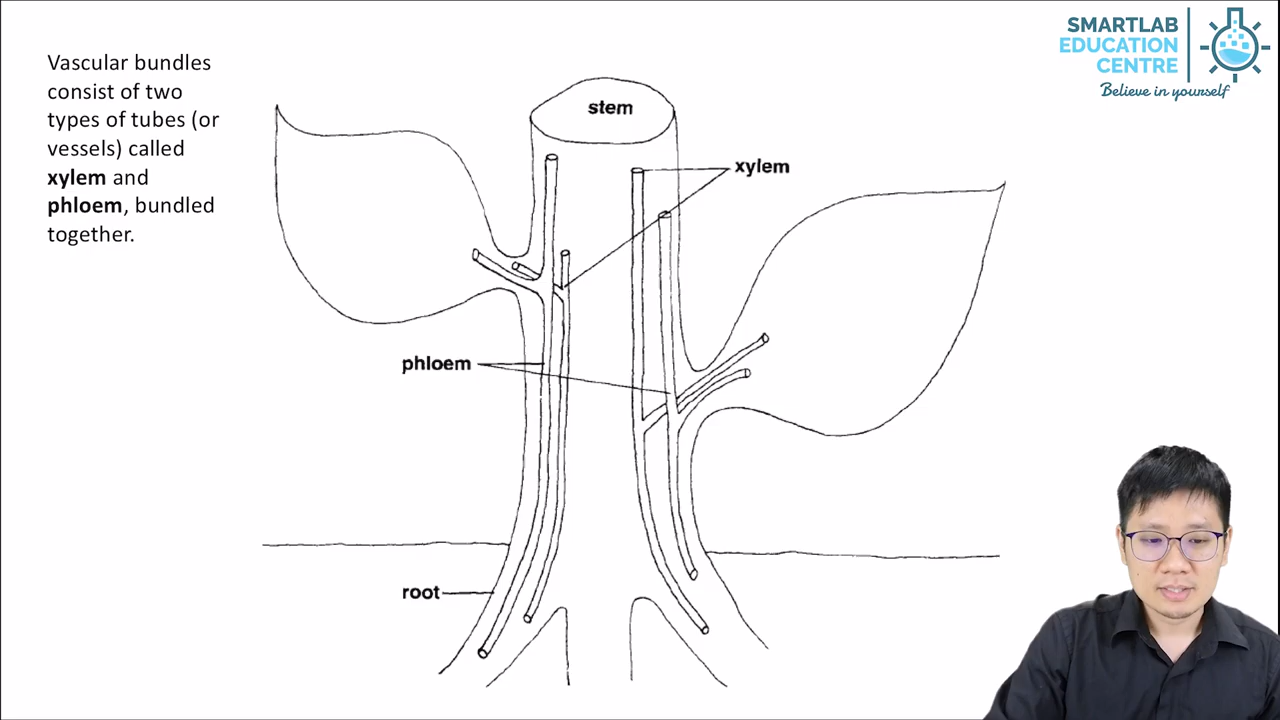 SMARTLAB
EDUCATION
CENTRE
Believe in yourself
Vascular bundles
consist of two
types of tubes (or
vessels) called
xylem and
phloem, bundled
together.
stem
xylem
phloem
root